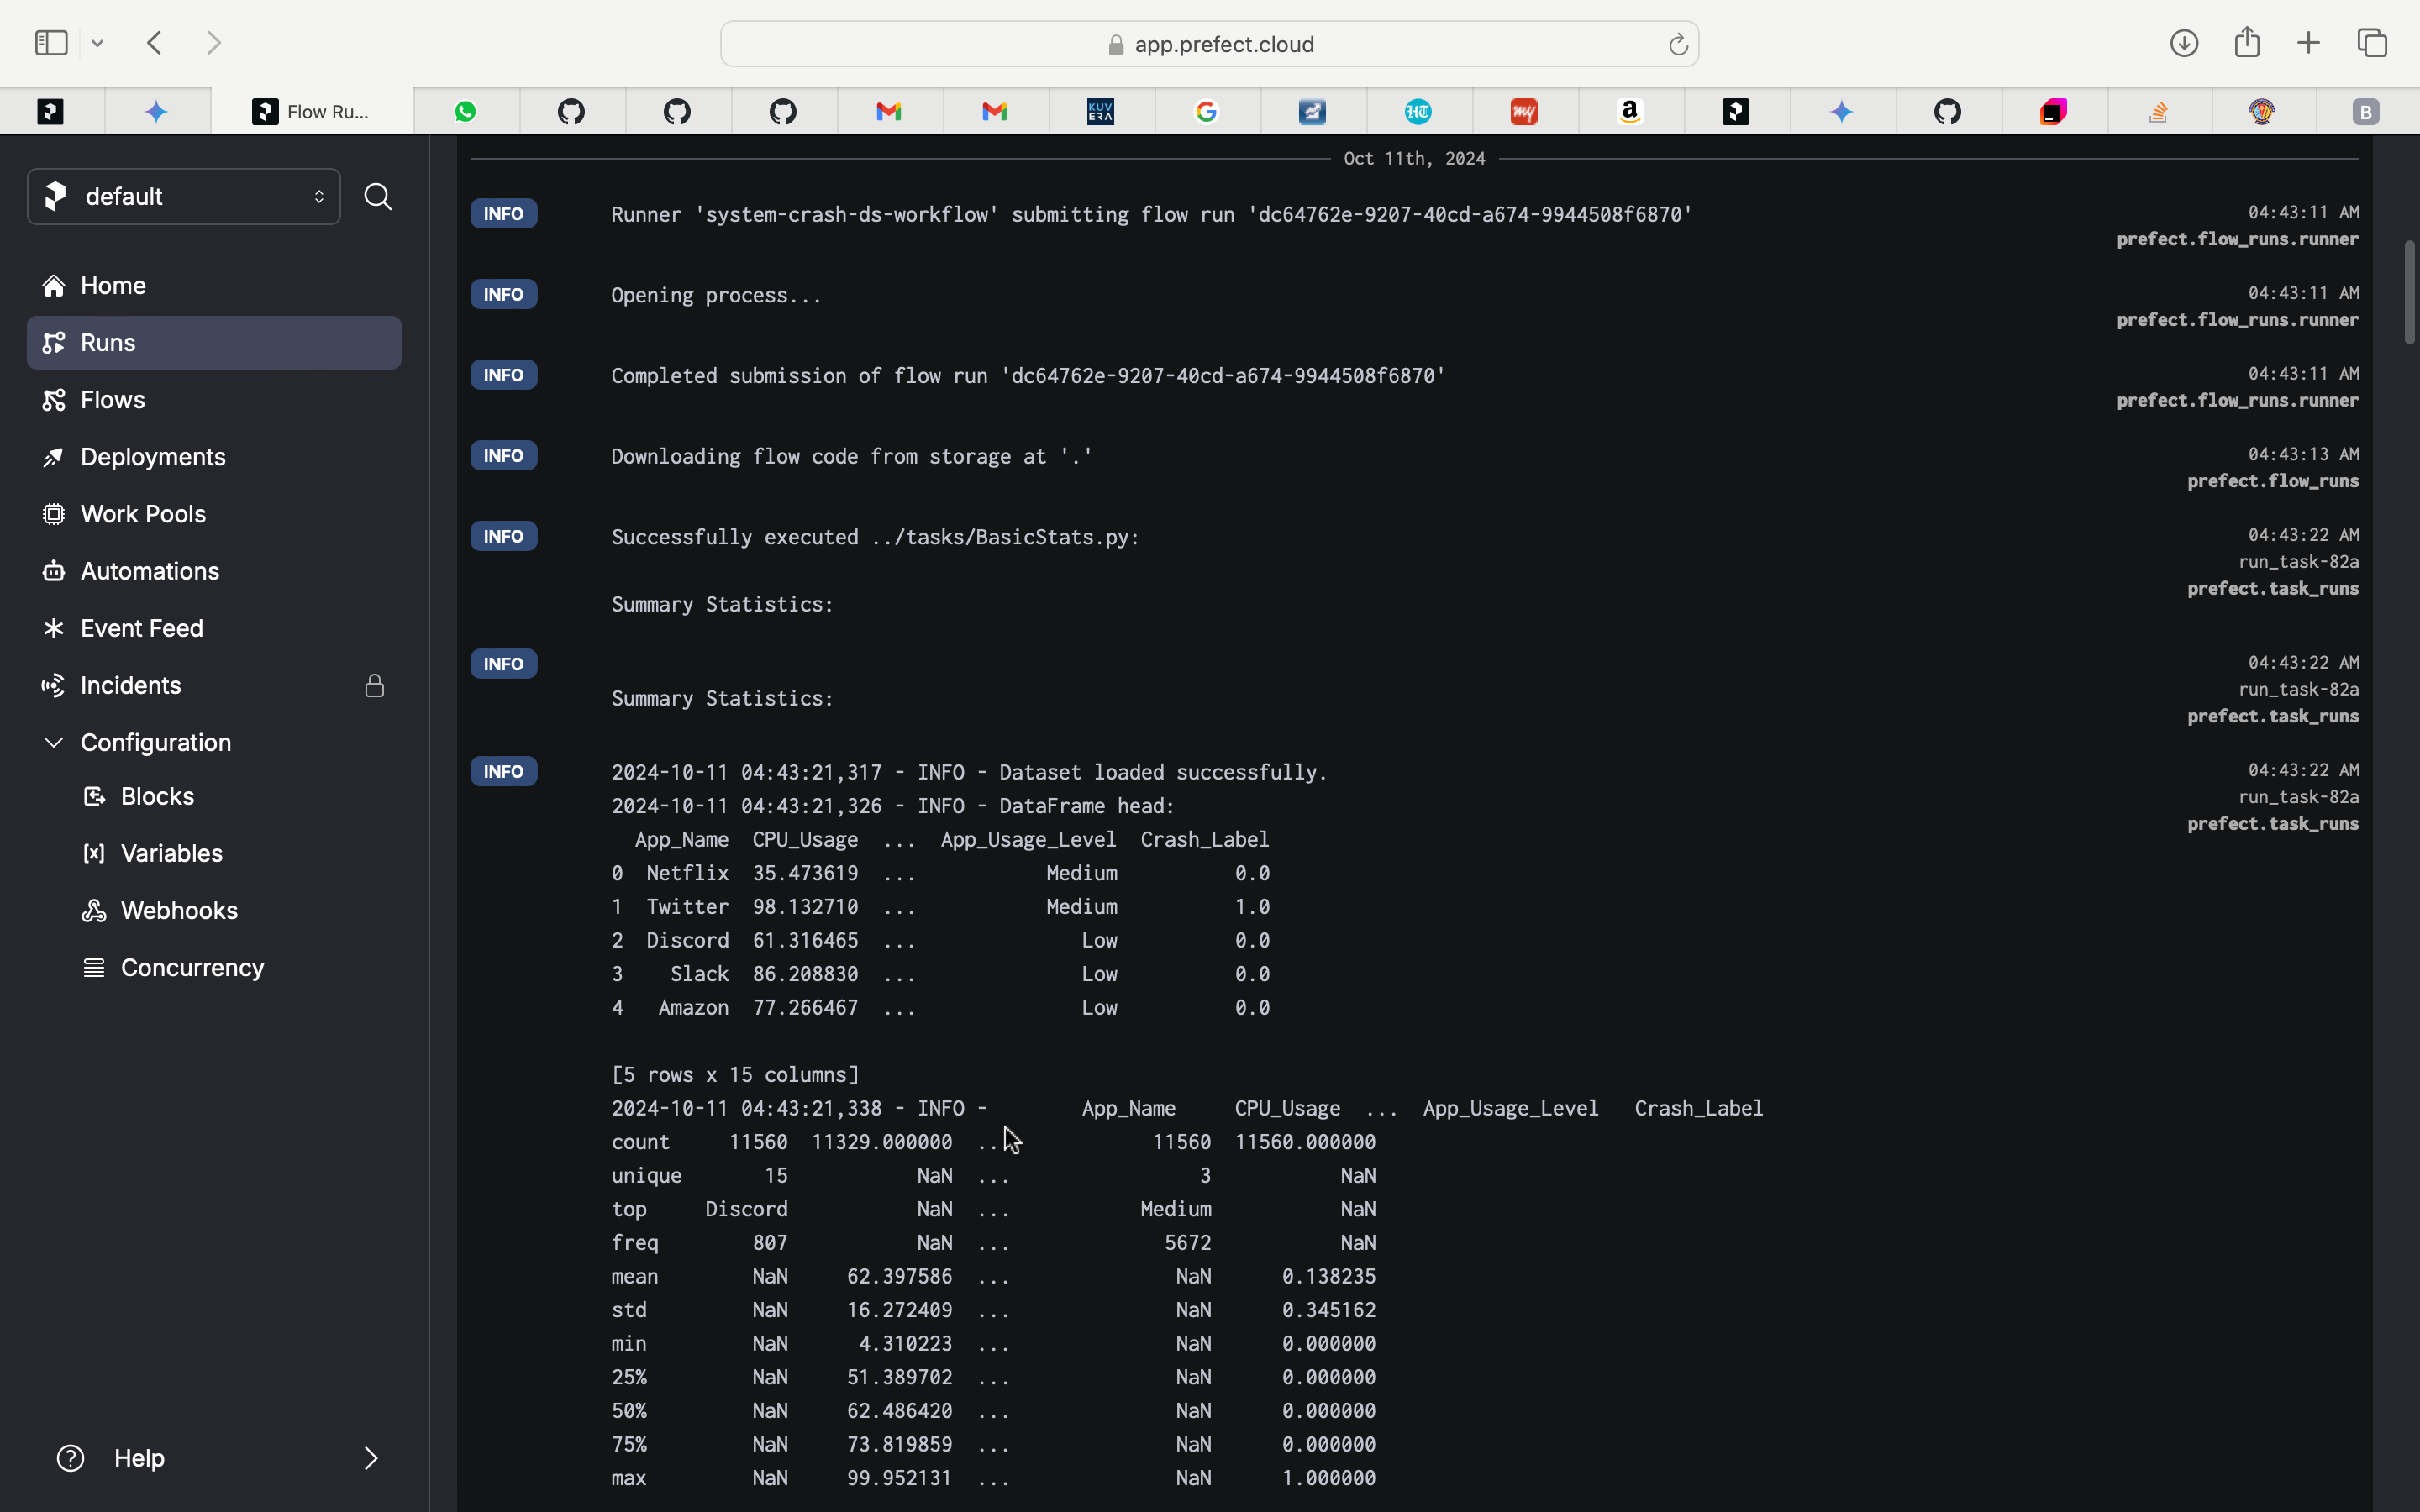 app.prefect.cloud
Flow Ru...
KUV
ERA
HT
my
a
B
default
Home
Runs
Flows
Deployments
Work Pools
Automations
Event Feed
Incidents
Configuration
Blocks
Variables
Webhooks
Concurrency
Help
Oct 11th, 2024
INFO Runner 'system-crash-ds-workflow' submitting flow run 'dc64762e-9207-40cd-a674-9944508f6870' 04:43:11 AM
prefect.flow_runs.runner
INFO Opening process... 04:43:11 AM
prefect.flow_runs.runner
INFO Completed submission of flow run 'dc64762e-9207-40cd-a674-9944508f6870' 04:43:11 AM
prefect.flow_runs.runner
INFO Downloading flow code from storage at '.' 04:43:13 AM
prefect.flow_runs
INFO Successfully executed ../tasks/BasicStats.py: 04:43:22 AM
run_task-82a
prefect.task_runs
Summary Statistics:
INFO 04:43:22 AM
run_task-82a
Summary Statistics:
prefect.task_runs
INFO 2024-10-11 04:43:21,317 - INFO - Dataset loaded successfully. 04:43:22 AM
run_task-82a
2024-10-11 04:43:21,326 - INFO - DataFrame head:
prefect.task_runs
App_Name CPU_Usage ... App_Usage_Level Crash_Label
0 Netflix 35.473619 ... Medium 0.0
1 Twitter 98.132710 ... Medium 1.0
2 Discord 61.316465 ... Low 0.0
3 Slack 86.208830 ... Low 0.0
4 Amazon 77.266467 ... Low 0.0
[5 rows x 15 columns]
2024-10-11 04:43:21,338 - INFO - App_Name CPU_Usage ... App_Usage_Level Crash_Label
count 11560 11329.000000 ... 11560 11560.000000
unique 15 NaN ... 3 NaN
top Discord NaN ... Medium NaN
freq 807 NaN ... 5672 NaN
mean NaN 62.397586 ... NaN 0.138235
std NaN 16.272409 ... NaN 0.345162
min NaN 4.310223 ... NaN 0.000000
25% NaN 51.389702 ... NaN 0.000000
50% NaN 62.486420 ... NaN 0.000000
75% NaN 73.819859 ... NaN 0.000000
max NaN 99.952131 ... NaN 1.000000